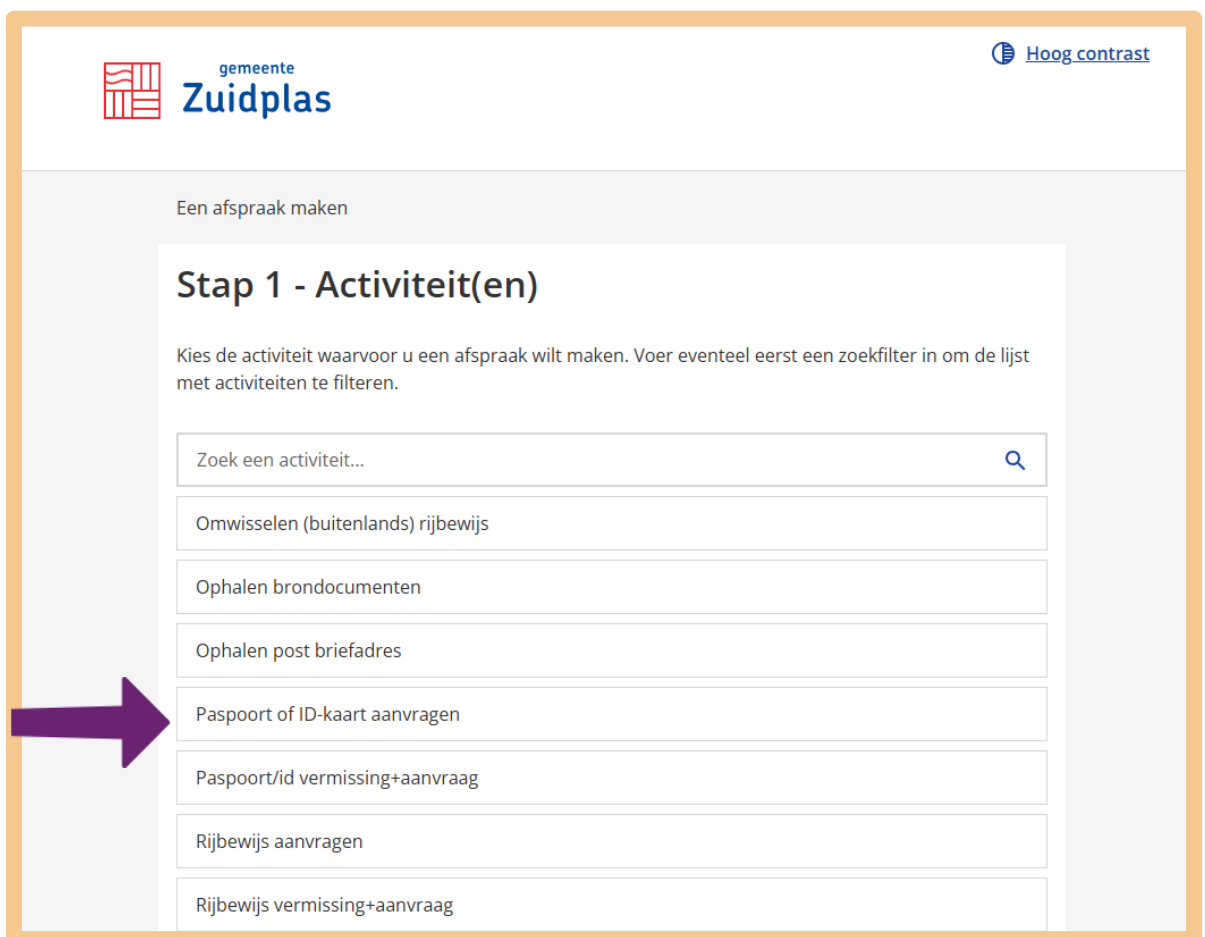 gemeente
Zuidplas
Hoog contrast
Een afspraak maken
Stap 1 - Activiteit(en)
Kies de activiteit waarvoor u een afspraak wilt maken. Voer eventeel eerst een zoekfilter in om de lijst
met activiteiten te filteren.
Zoek een activiteit...
Omwisselen (buitenlands) rijbewijs
Ophalen brondocumenten
Ophalen post briefadres
Paspoort of ID-kaart aanvragen
Paspoort/id vermissing+aanvraag
Rijbewijs aanvragen
Rijbewijs vermissing+aanvraag